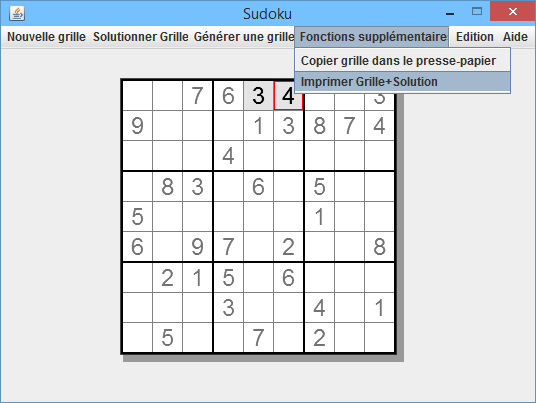 Sudoku
Nouvelle grille Solutionner Grille Générer une grille Fonctions supplémentaire Edition Aide
Copier grille dans le presse-papier
Imprimer Grille+Solution
7 6 3 4 3
9 1 3 8 7 4
4
8 3 6 5
5 1
6 9 7 2 8
2 1 5 6
3 4 1
5 7 2